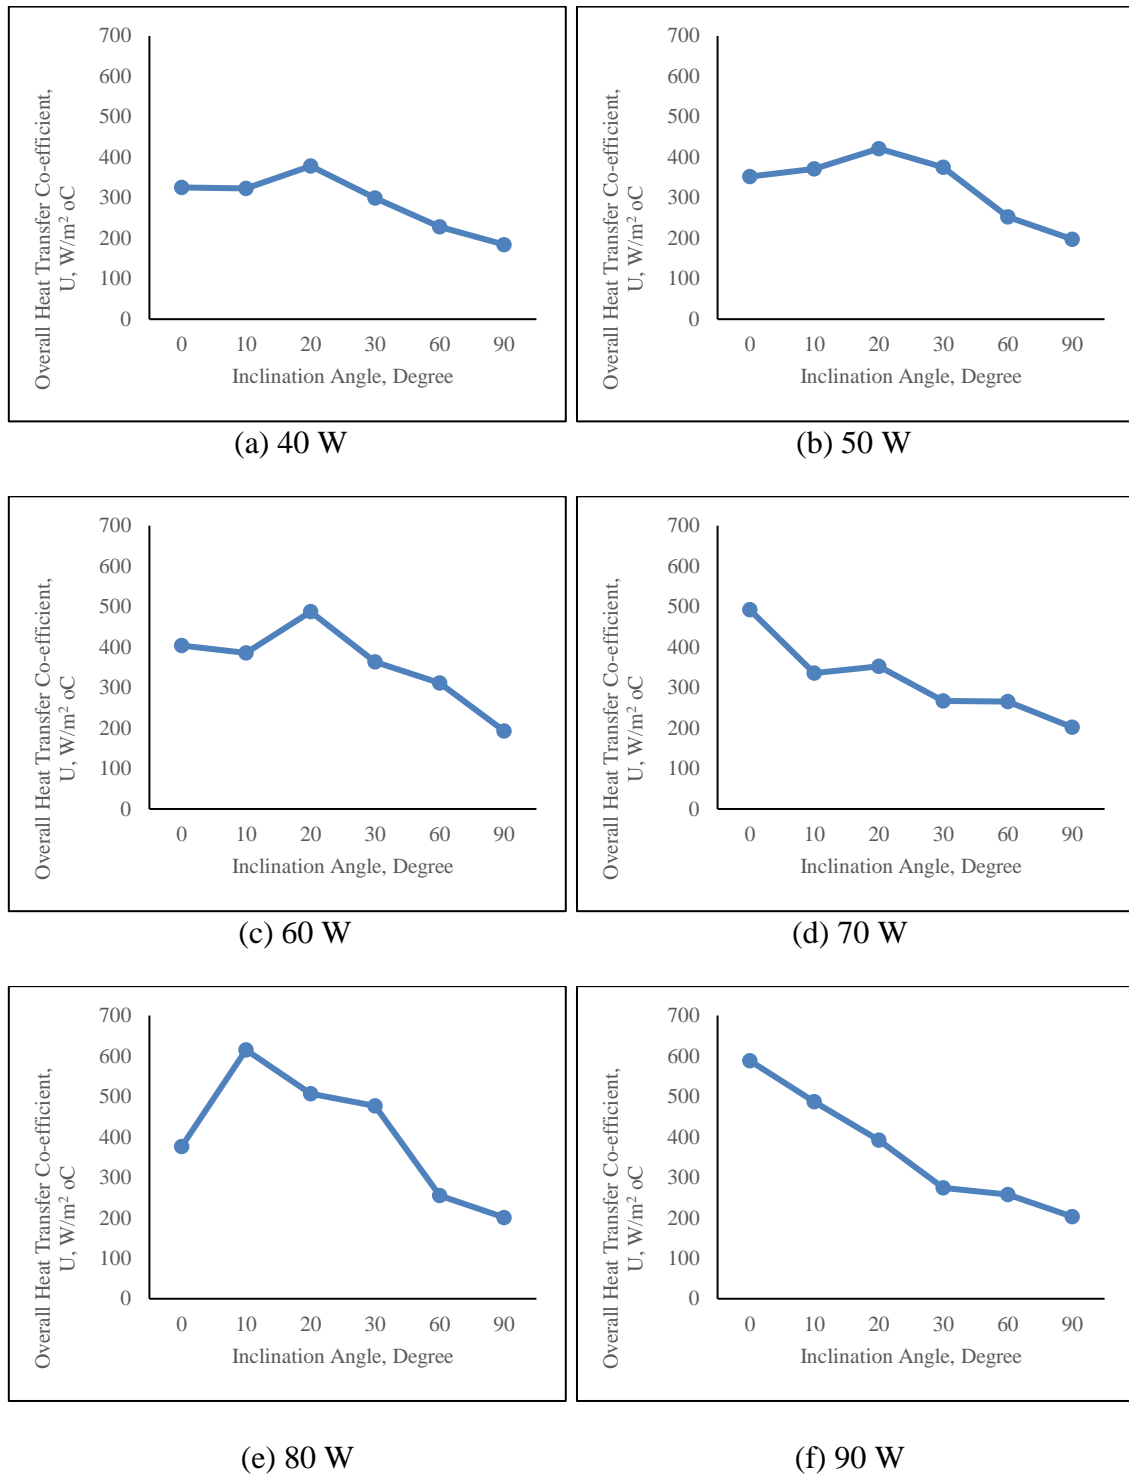 Overall Heat Transfer Co-efficient,
U, W/m² oC
700
600
500
400
300
200
100
0
0 10 20 30 60 90
Inclination Angle, Degree
(a) 40 W
Overall Heat Transfer Co-efficient,
U, W/m² oC
700
600
500
400
300
200
100
0
0 10 20 30 60 90
Inclination Angle, Degree
(b) 50 W
Overall Heat Transfer Co-efficient,
U, W/m² oC
700
600
500
400
300
200
100
0
0 10 20 30 60 90
Inclination Angle, Degree
(c) 60 W
Overall Heat Transfer Co-efficient,
U, W/m² oC
700
600
500
400
300
200
100
0
0 10 20 30 60 90
Inclination Angle, Degree
(d) 70 W
Overall Heat Transfer Co-efficient,
U, W/m² oC
700
600
500
400
300
200
100
0
0 10 20 30 60 90
Inclination Angle, Degree
(e) 80 W
Overall Heat Transfer Co-efficient,
U, W/m² oC
700
600
500
400
300
200
100
0
0 10 20 30 60 90
Inclination Angle, Degree
(f) 90 W